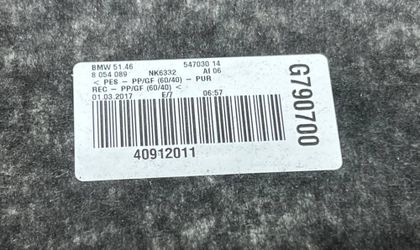 BMW 51.46 547030 14
8 054 089 NK6332 AI 06
< PES - PP/GF (60/40) - PUR
REC - PP/GF (60/40) <
01.03.2017 E/7 06:57
40912011
G790700